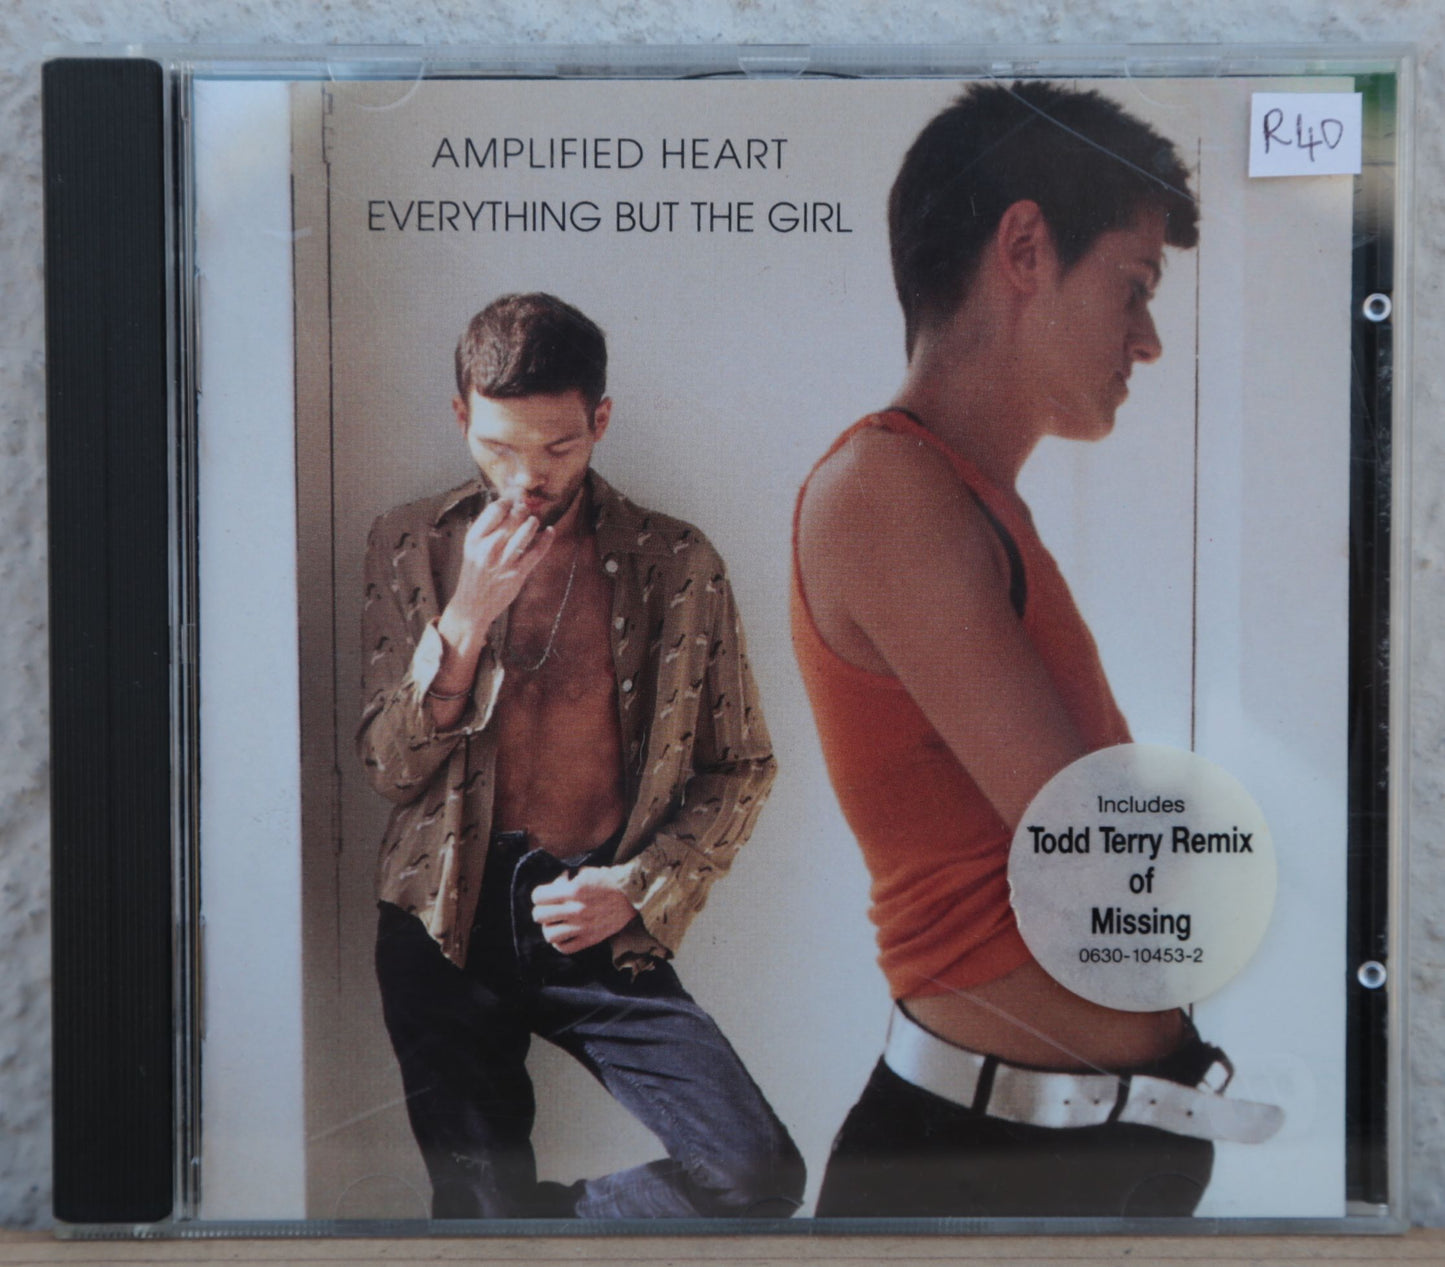 AMPLIFIED HEART
EVERYTHING BUT THE GIRL
R40
Includes
Todd Terry Remix
of
Missing
0630-10453-2